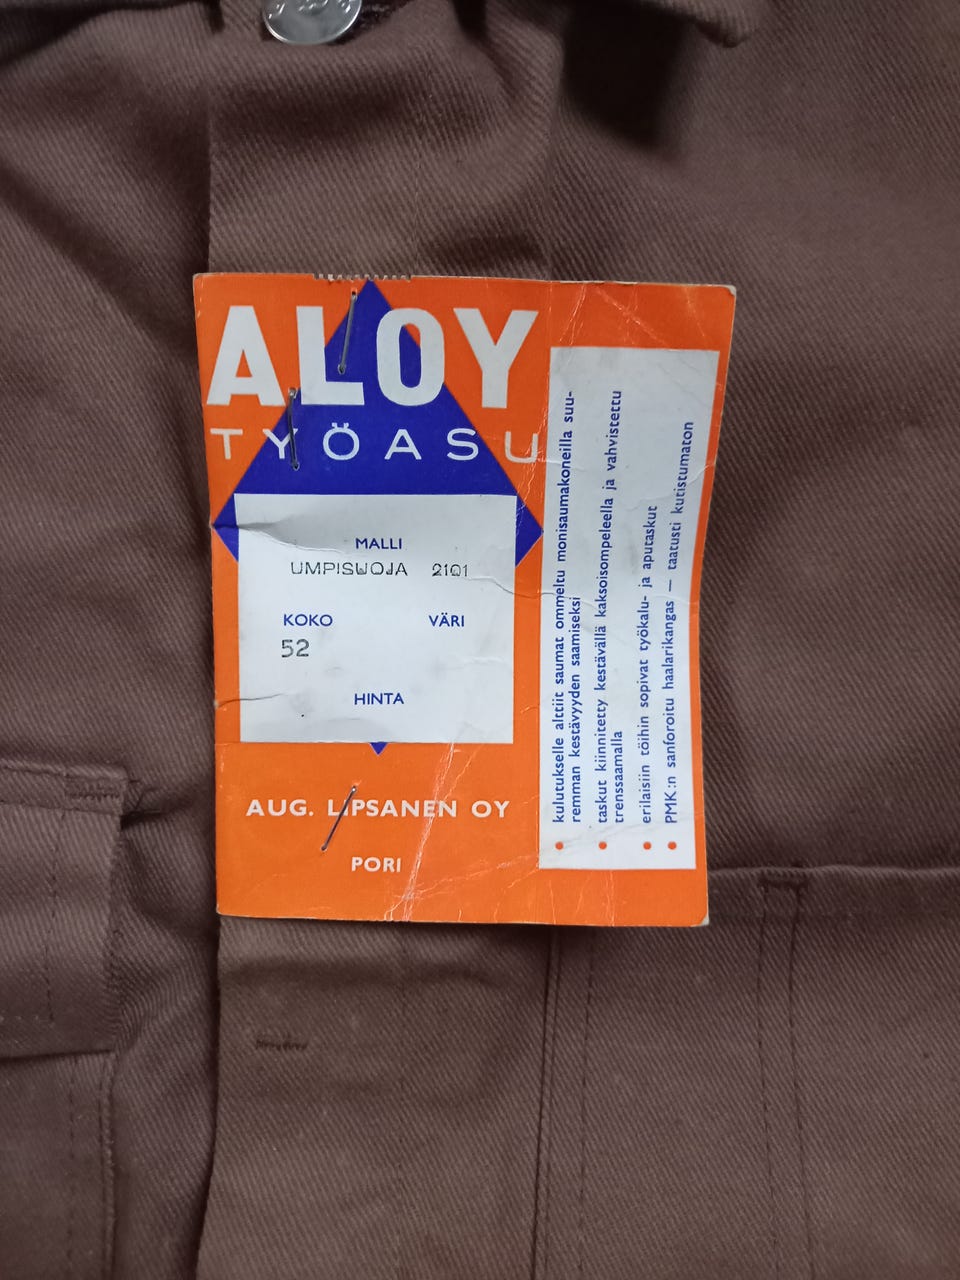 ALOY
TYÖASU
MALLI
UMPISUOJA 2101
KOKO VÄRI
52
HINTA
AUG. LIPSANEN OY
PORI
• kulutukselle alttiit saumat ommeltu monisaumakoneilla suu-
remman kestävyyden saamiseksi
• taskut kiinnitetty kestävällä kaksoisompeleella ja vahvistettu
trenssaamalla
• erilaisiin töihin sopivat työkalu- ja aputaskut
• PMK:n sanforoitu haalarikangas — taatusti kutistumaton